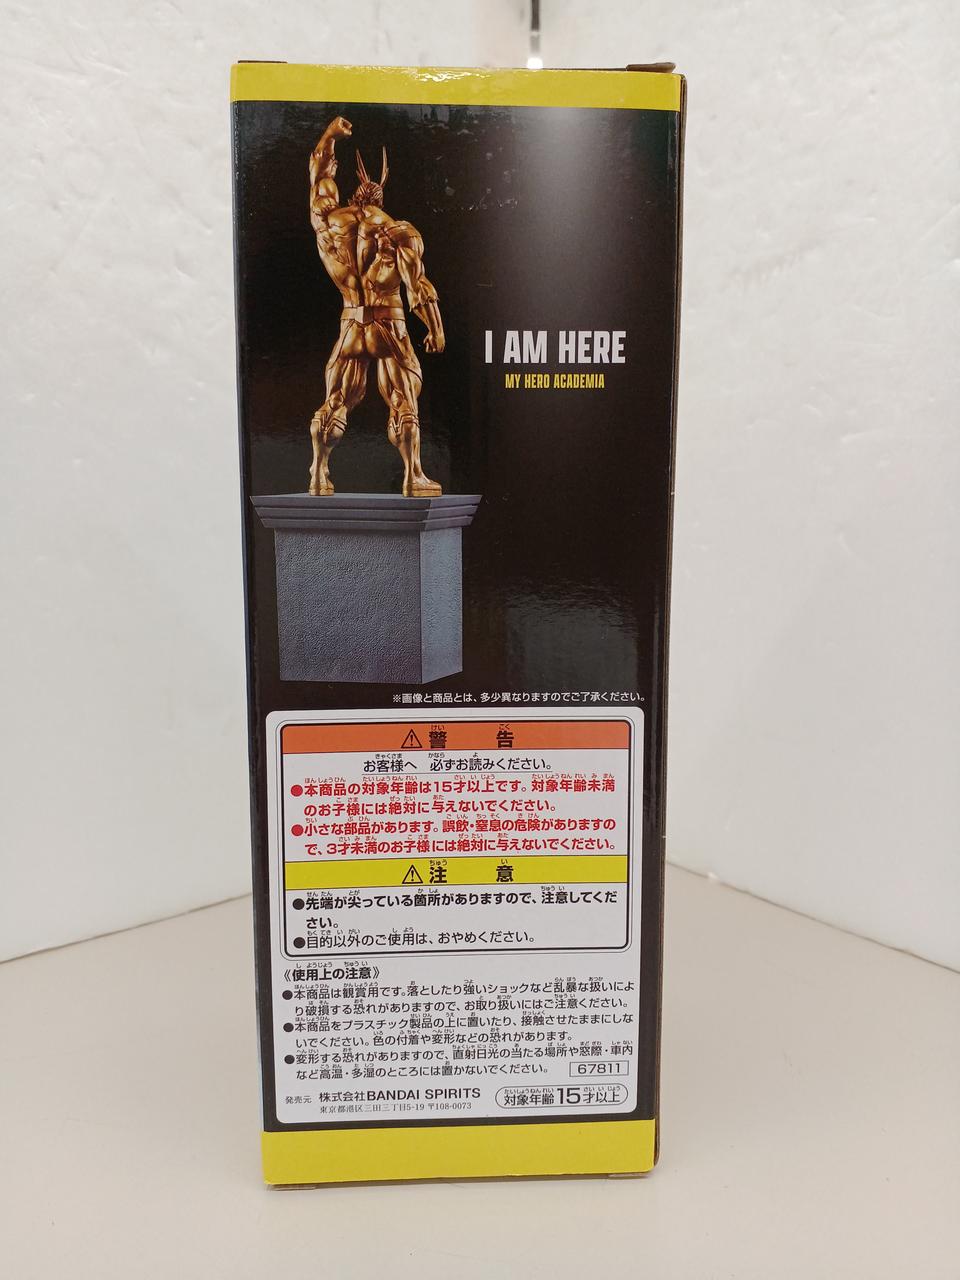 I AM HERE
MY HERO ACADEMIA
※画像と商品とは、多少異なりますのでご了承ください。
⚠警告
お客様へ 必ずお読みください。
●本商品の対象年齢は15才以上です。対象年齢未満
のお子様には絶対に与えないでください。
●小さな部品があります。誤飲・窒息の危険がありますの
で、3才未満のお子様には絶対に与えないでください。
⚠注意
●先端が尖っている箇所がありますので、注意してくだ
さい。
●目的以外のご使用は、おやめください。
《使用上の注意》
●本商品は観賞用です。落としたり強いショックなど乱暴な扱いによ
り破損する恐れがありますので、お取り扱いにはご注意ください。
●本商品をプラスチック製品の上に置いたり、接触させたままにしな
いでください。色の付着や変形などの恐れがあります。
●変形する恐れがありますので、直射日光の当たる場所や窓際・車内
など高温・多湿のところには置かないでください。
67811
発売元 株式会社BANDAI SPIRITS
東京都港区三田三丁目5-19 〒108-0073
対象年齢15才以上